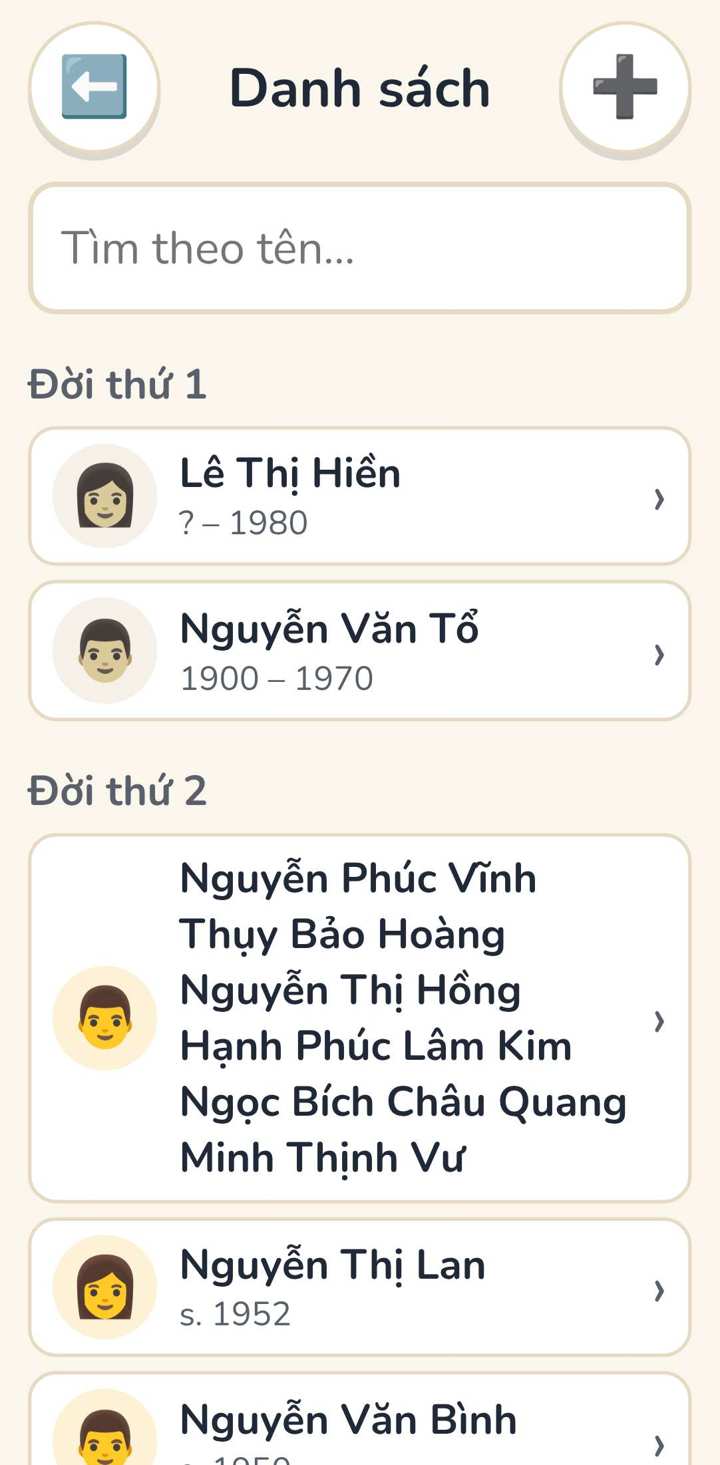 Danh sách
Tìm theo tên...
Đời thứ 1
Lê Thị Hiền
? – 1980
Nguyễn Văn Tổ
1900 – 1970
Đời thứ 2
Nguyễn Phúc Vĩnh
Thụy Bảo Hoàng
Nguyễn Thị Hồng
Hạnh Phúc Lâm Kim
Ngọc Bích Châu Quang
Minh Thịnh Vư
Nguyễn Thị Lan
s. 1952
Nguyễn Văn Bình